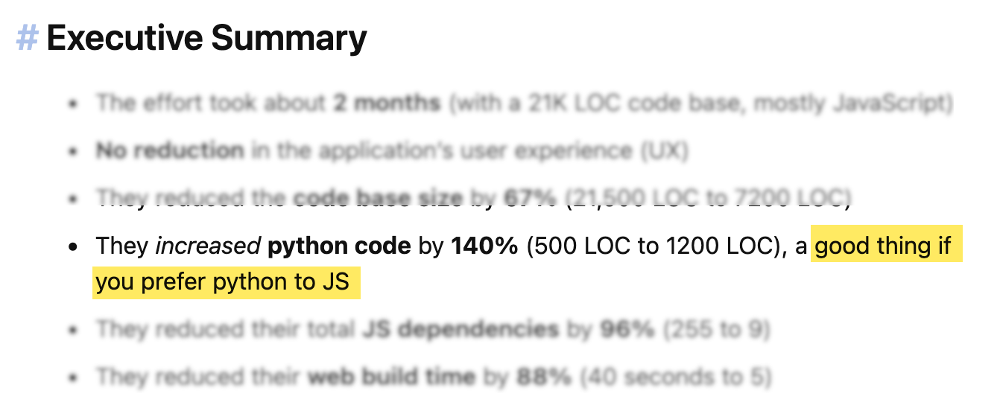 # Executive Summary
• The effort took about 2 months (with a 21K LOC code base, mostly JavaScript)
• No reduction in the application's user experience (UX)
• They reduced the code base size by 67% (21,500 LOC to 7200 LOC)
• They increased python code by 140% (500 LOC to 1200 LOC), a good thing if
you prefer python to JS
• They reduced their total JS dependencies by 96% (255 to 9)
• They reduced their web build time by 88% (40 seconds to 5)